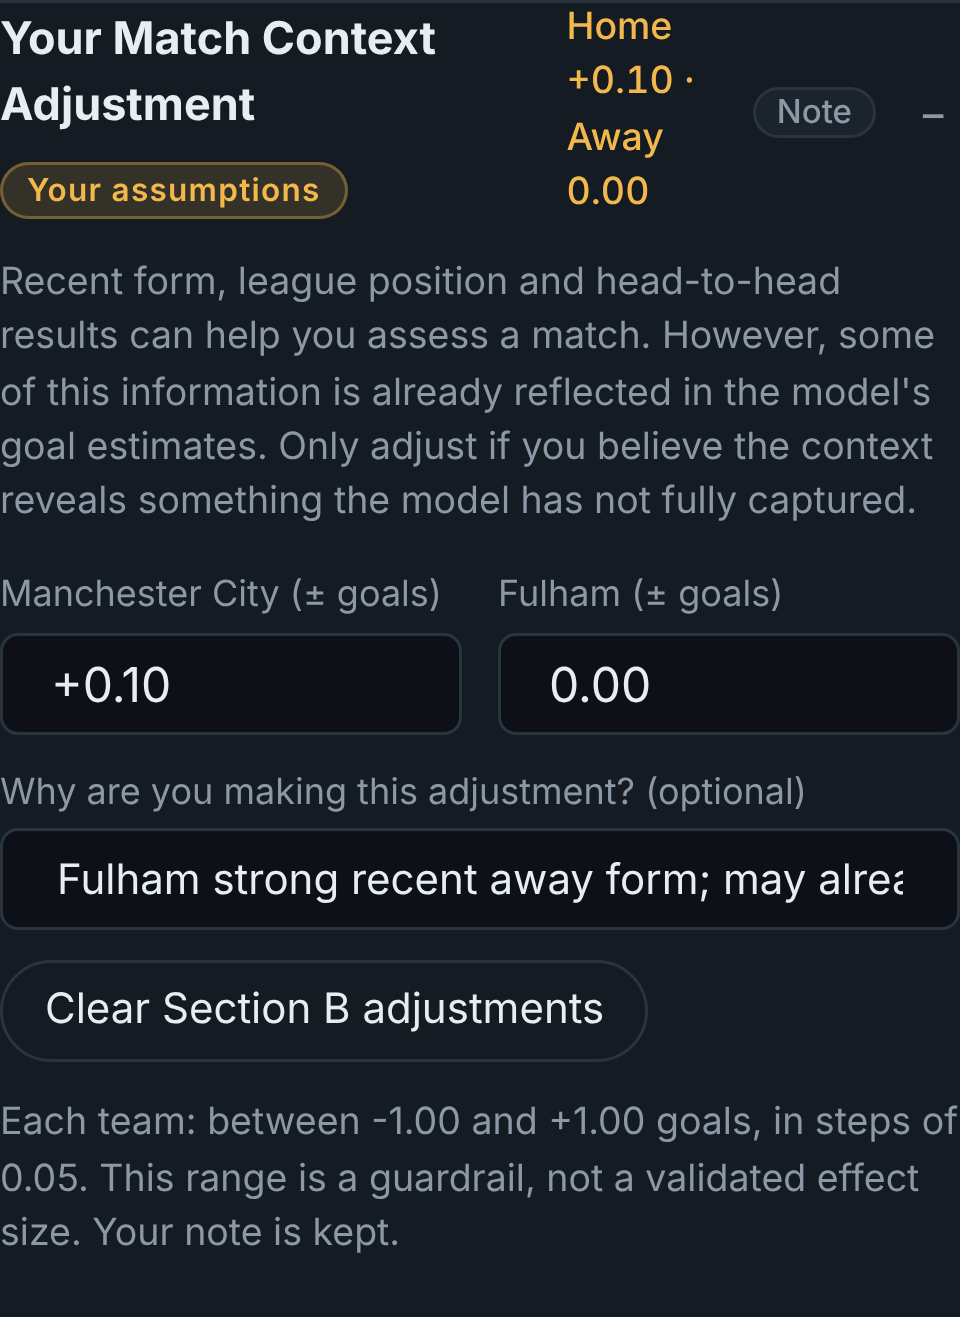 Your Match Context
Adjustment
Your assumptions
Home
+0.10 ·
Away
0.00
Note
–
Recent form, league position and head-to-head
results can help you assess a match. However, some
of this information is already reflected in the model's
goal estimates. Only adjust if you believe the context
reveals something the model has not fully captured.
Manchester City (± goals)
Fulham (± goals)
+0.10
0.00
Why are you making this adjustment? (optional)
Fulham strong recent away form; may alrea
Clear Section B adjustments
Each team: between -1.00 and +1.00 goals, in steps of
0.05. This range is a guardrail, not a validated effect
size. Your note is kept.